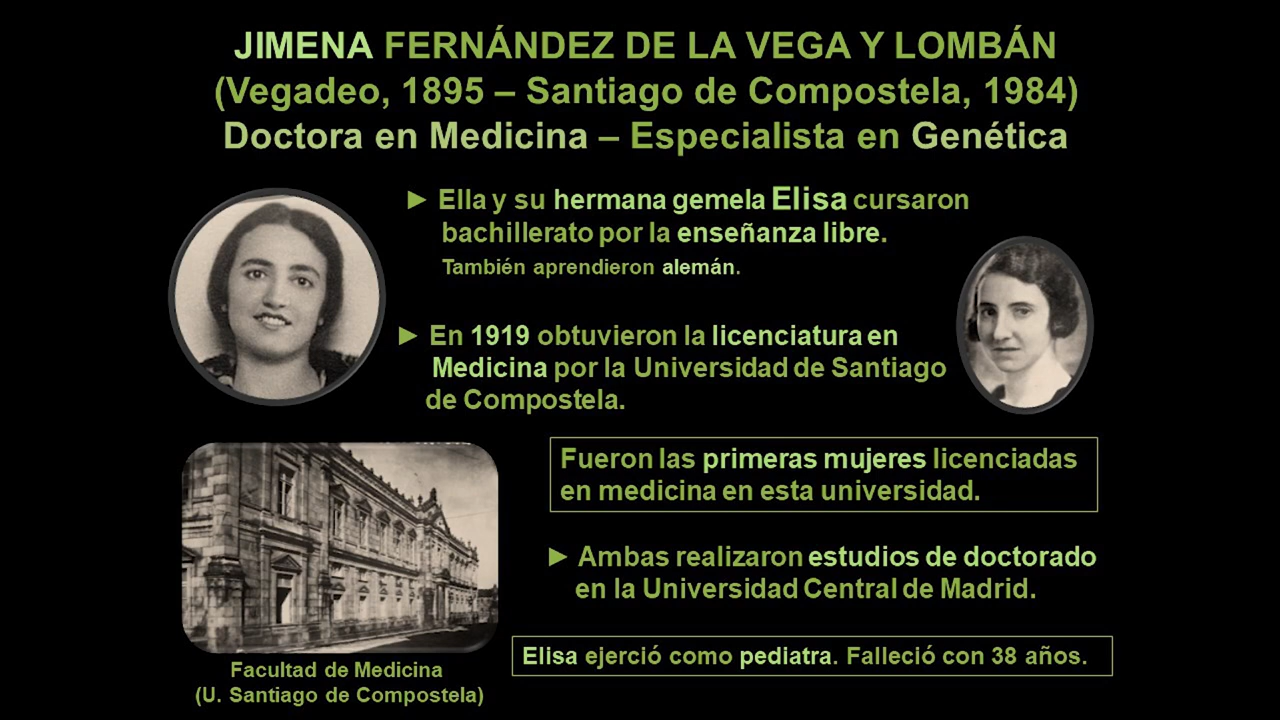 JIMENA FERNÁNDEZ DE LA VEGA Y LOMBÁN
(Vegadeo, 1895 – Santiago de Compostela, 1984)
Doctora en Medicina – Especialista en Genética
► Ella y su hermana gemela Elisa cursaron
bachillerato por la enseñanza libre.
También aprendieron alemán.
► En 1919 obtuvieron la licenciatura en
Medicina por la Universidad de Santiago
de Compostela.
Fueron las primeras mujeres licenciadas
en medicina en esta universidad.
► Ambas realizaron estudios de doctorado
en la Universidad Central de Madrid.
Elisa ejerció como pediatra. Falleció con 38 años.
Facultad de Medicina
(U. Santiago de Compostela)